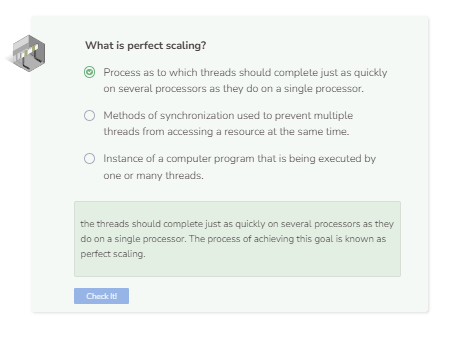 What is perfect scaling?
Process as to which threads should complete just as quickly
on several processors as they do on a single processor.
Methods of synchronization used to prevent multiple
threads from accessing a resource at the same time.
Instance of a computer program that is being executed by
one or many threads.
the threads should complete just as quickly on several processors as they
do on a single processor. The process of achieving this goal is known as
perfect scaling.
Check It!